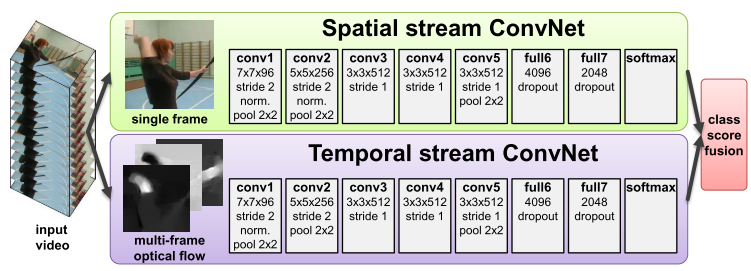 Spatial stream ConvNet
conv1
7x7x96
stride 2
norm.
pool 2x2
conv2
5x5x256
stride 2
norm.
pool 2x2
conv3
3x3x512
stride 1
conv4
3x3x512
stride 1
conv5
3x3x512
stride 1
pool 2x2
full6
4096
dropout
full7
2048
dropout
softmax
single frame
Temporal stream ConvNet
conv1
7x7x96
stride 2
norm.
pool 2x2
conv2
5x5x256
stride 2
pool 2x2
conv3
3x3x512
stride 1
conv4
3x3x512
stride 1
conv5
3x3x512
stride 1
pool 2x2
full6
4096
dropout
full7
2048
dropout
softmax
multi-frame
optical flow
input
video
class
score
fusion